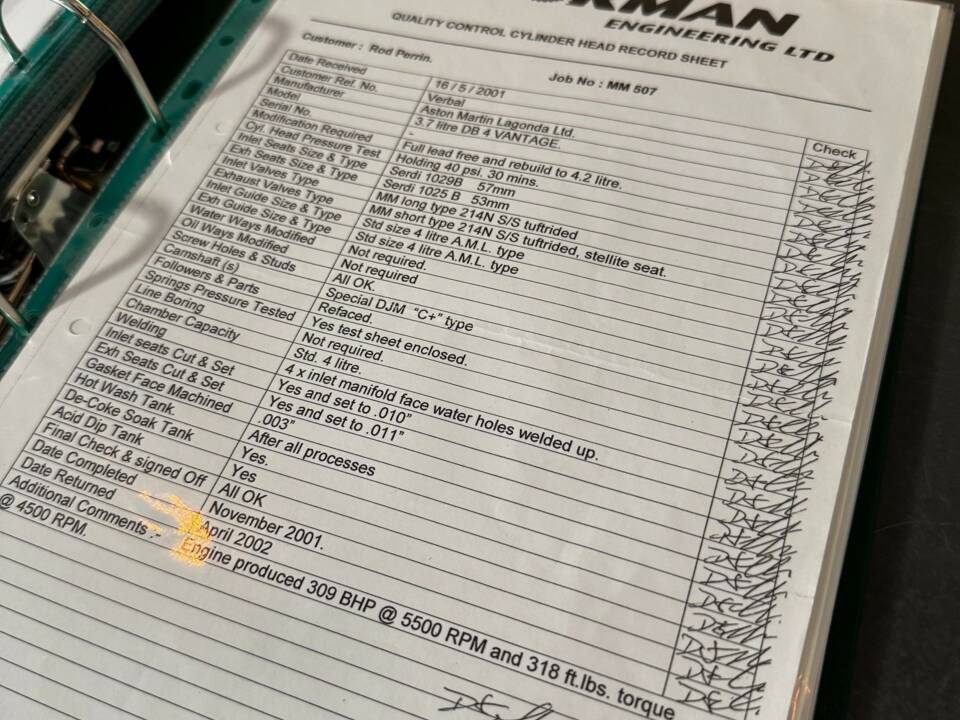 RMAN
ENGINEERING LTD
QUALITY CONTROL CYLINDER HEAD RECORD SHEET
Customer : Rod Perrin. Job No : MM 507
Check
Date Received 16 / 5 / 2001
Customer Ref. No. Verbal
Manufacturer Aston Martin Lagonda Ltd.
Model 3.7 litre DB 4 VANTAGE.
Serial No. -
Modification Required Full lead free and rebuild to 4.2 litre.
Cyl. Head Pressure Test Holding 40 psi, 30 mins.
Inlet Seats Size & Type Serdi 1029B 57mm
Exh Seats Size & Type Serdi 1025 B 53mm
Inlet Valves Type MM long type 214N S/S tuftrided
Exhaust Valves Type MM short type 214N S/S tuftrided, stellite seat.
Inlet Guide Size & Type Std size 4 litre A.M.L. type
Exh Guide Size & Type Std size 4 litre A.M.L. type
Water Ways Modified Not required.
Oil Ways Modified Not required
Screw Holes & Studs All OK.
Camshaft (s) Special DJM “C+” type
Followers & Parts Refaced.
Springs Pressure Tested Yes test sheet enclosed.
Line Boring Not required.
Chamber Capacity Std. 4 litre.
Welding 4 x inlet manifold face water holes welded up.
Inlet seats Cut & Set Yes and set to .010”
Exh Seats Cut & Set Yes and set to .011”
Gasket Face Machined .003”
Hot Wash Tank After all processes
De-Coke Soak Tank Yes.
Acid Dip Tank Yes
Final Check & signed Off All OK
Date Completed November 2001.
Date Returned April 2002
Additional Comments :- Engine produced 309 BHP @ 5500 RPM and 318 ft.lbs. torque
@ 4500 RPM.